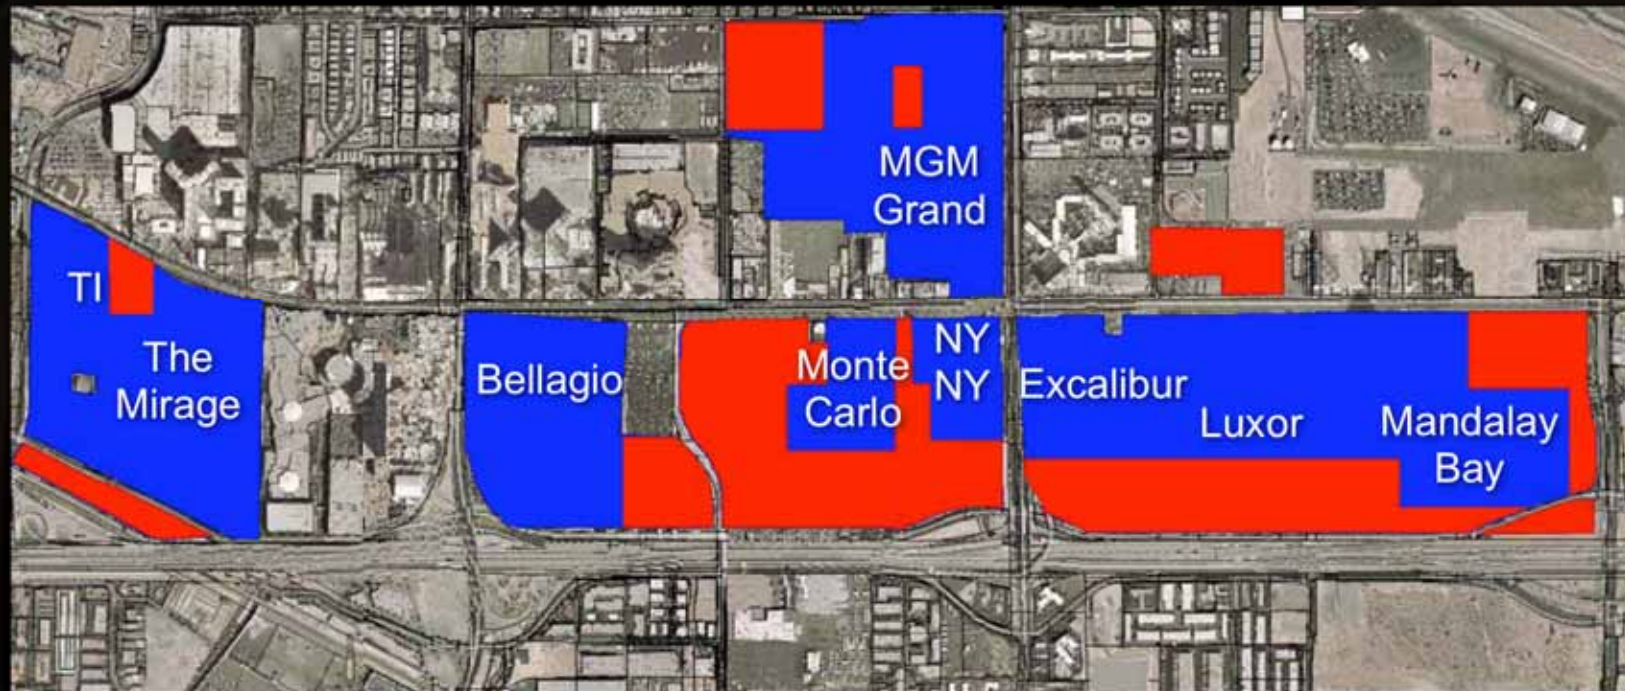 MGM
Grand
TI
The
Mirage
Bellagio
Monte
Carlo
NY
NY
Excalibur
Luxor
Mandalay
Bay